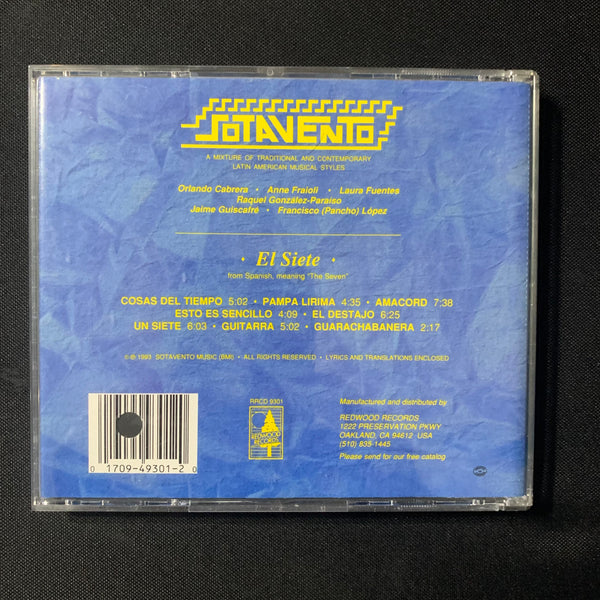 SOTAVENTO
A MIXTURE OF TRADITIONAL AND CONTEMPORARY
LATIN AMERICAN MUSICAL STYLES
Orlando Cabrera • Anne Fraioli • Laura Fuentes
Raquel González-Paraíso
Jaime Guiscafré • Francisco (Pancho) López
• El Siete •
from Spanish, meaning "The Seven"
COSAS DEL TIEMPO 5:02 • PAMPA LIRIMA 4:35 • AMACORD 7:38
ESTO ES SENCILLO 4:09 • EL DESTAJO 6:25
UN SIETE 6:03 • GUITARRA 5:02 • GUARACHABANERA 2:17
©℗ 1993 SOTAVENTO MUSIC (BMI) • ALL RIGHTS RESERVED • LYRICS AND TRANSLATIONS ENCLOSED
0 1709-49301-2 0
RRCD 9301
REDWOOD
RECORDS
Manufactured and distributed by
REDWOOD RECORDS
1222 PRESERVATION PKWY
OAKLAND, CA 94612 USA
(510) 835-1445
Please send for our free catalog